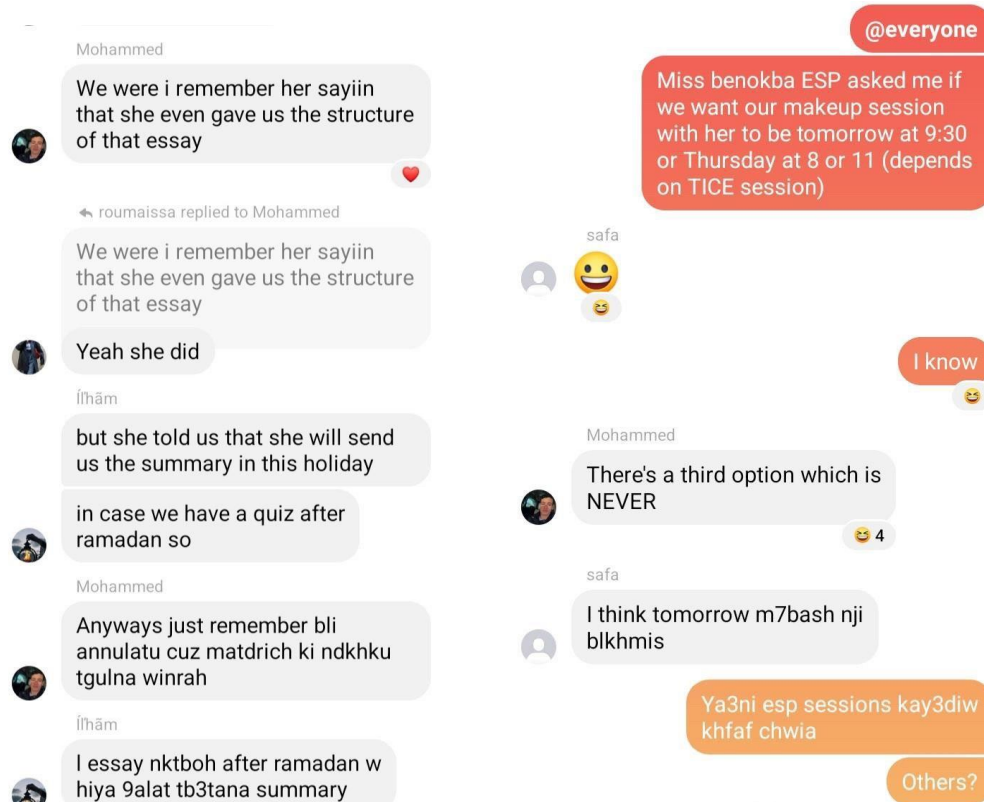 Mohammed
We were i remember her sayiin
that she even gave us the structure
of that essay
roumaissa replied to Mohammed
We were i remember her sayiin
that she even gave us the structure
of that essay
Yeah she did
Íľhām
but she told us that she will send
us the summary in this holiday
in case we have a quiz after
ramadan so
Mohammed
Anyways just remember bli
annulatu cuz matdrich ki ndkhku
tgulna winrah
Íľhām
l essay nktboh after ramadan w
hiya 9alat tb3tana summary
@everyone
Miss benokba ESP asked me if
we want our makeup session
with her to be tomorrow at 9:30
or Thursday at 8 or 11 (depends
on TICE session)
safa
I know
Mohammed
There's a third option which is
NEVER
4
safa
I think tomorrow m7bash nji
blkhmis
Ya3ni esp sessions kay3diw
khfaf chwia
Others?